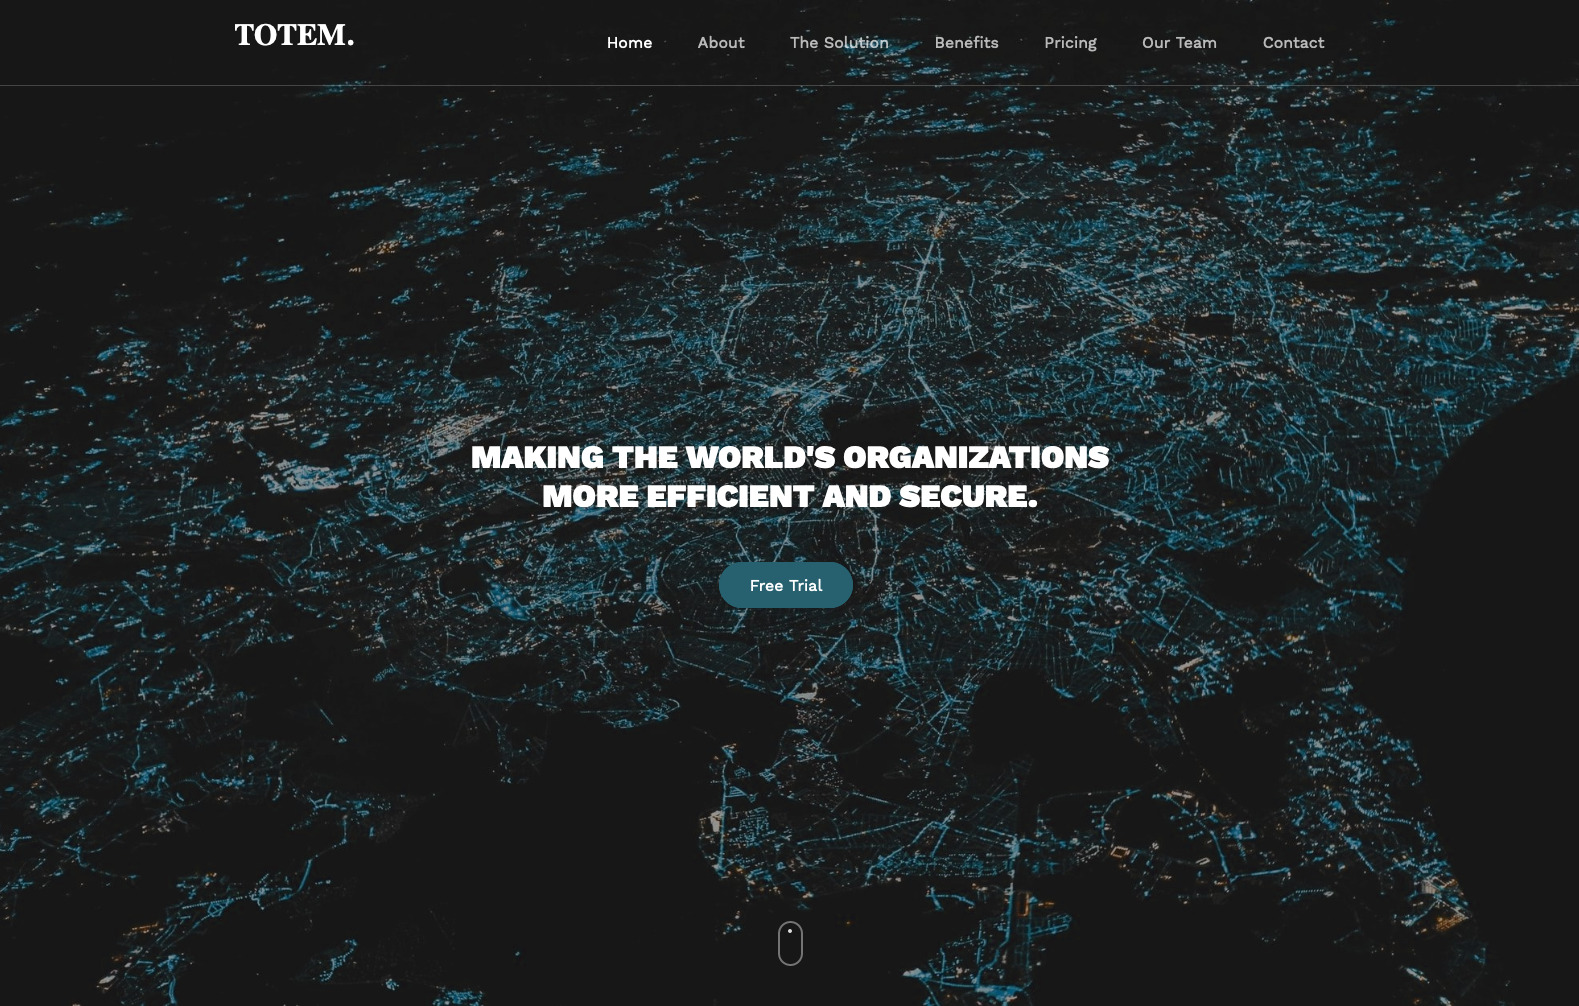 TOTEM.
Home About The Solution Benefits Pricing Our Team Contact
MAKING THE WORLD'S ORGANIZATIONS
MORE EFFICIENT AND SECURE.
Free Trial